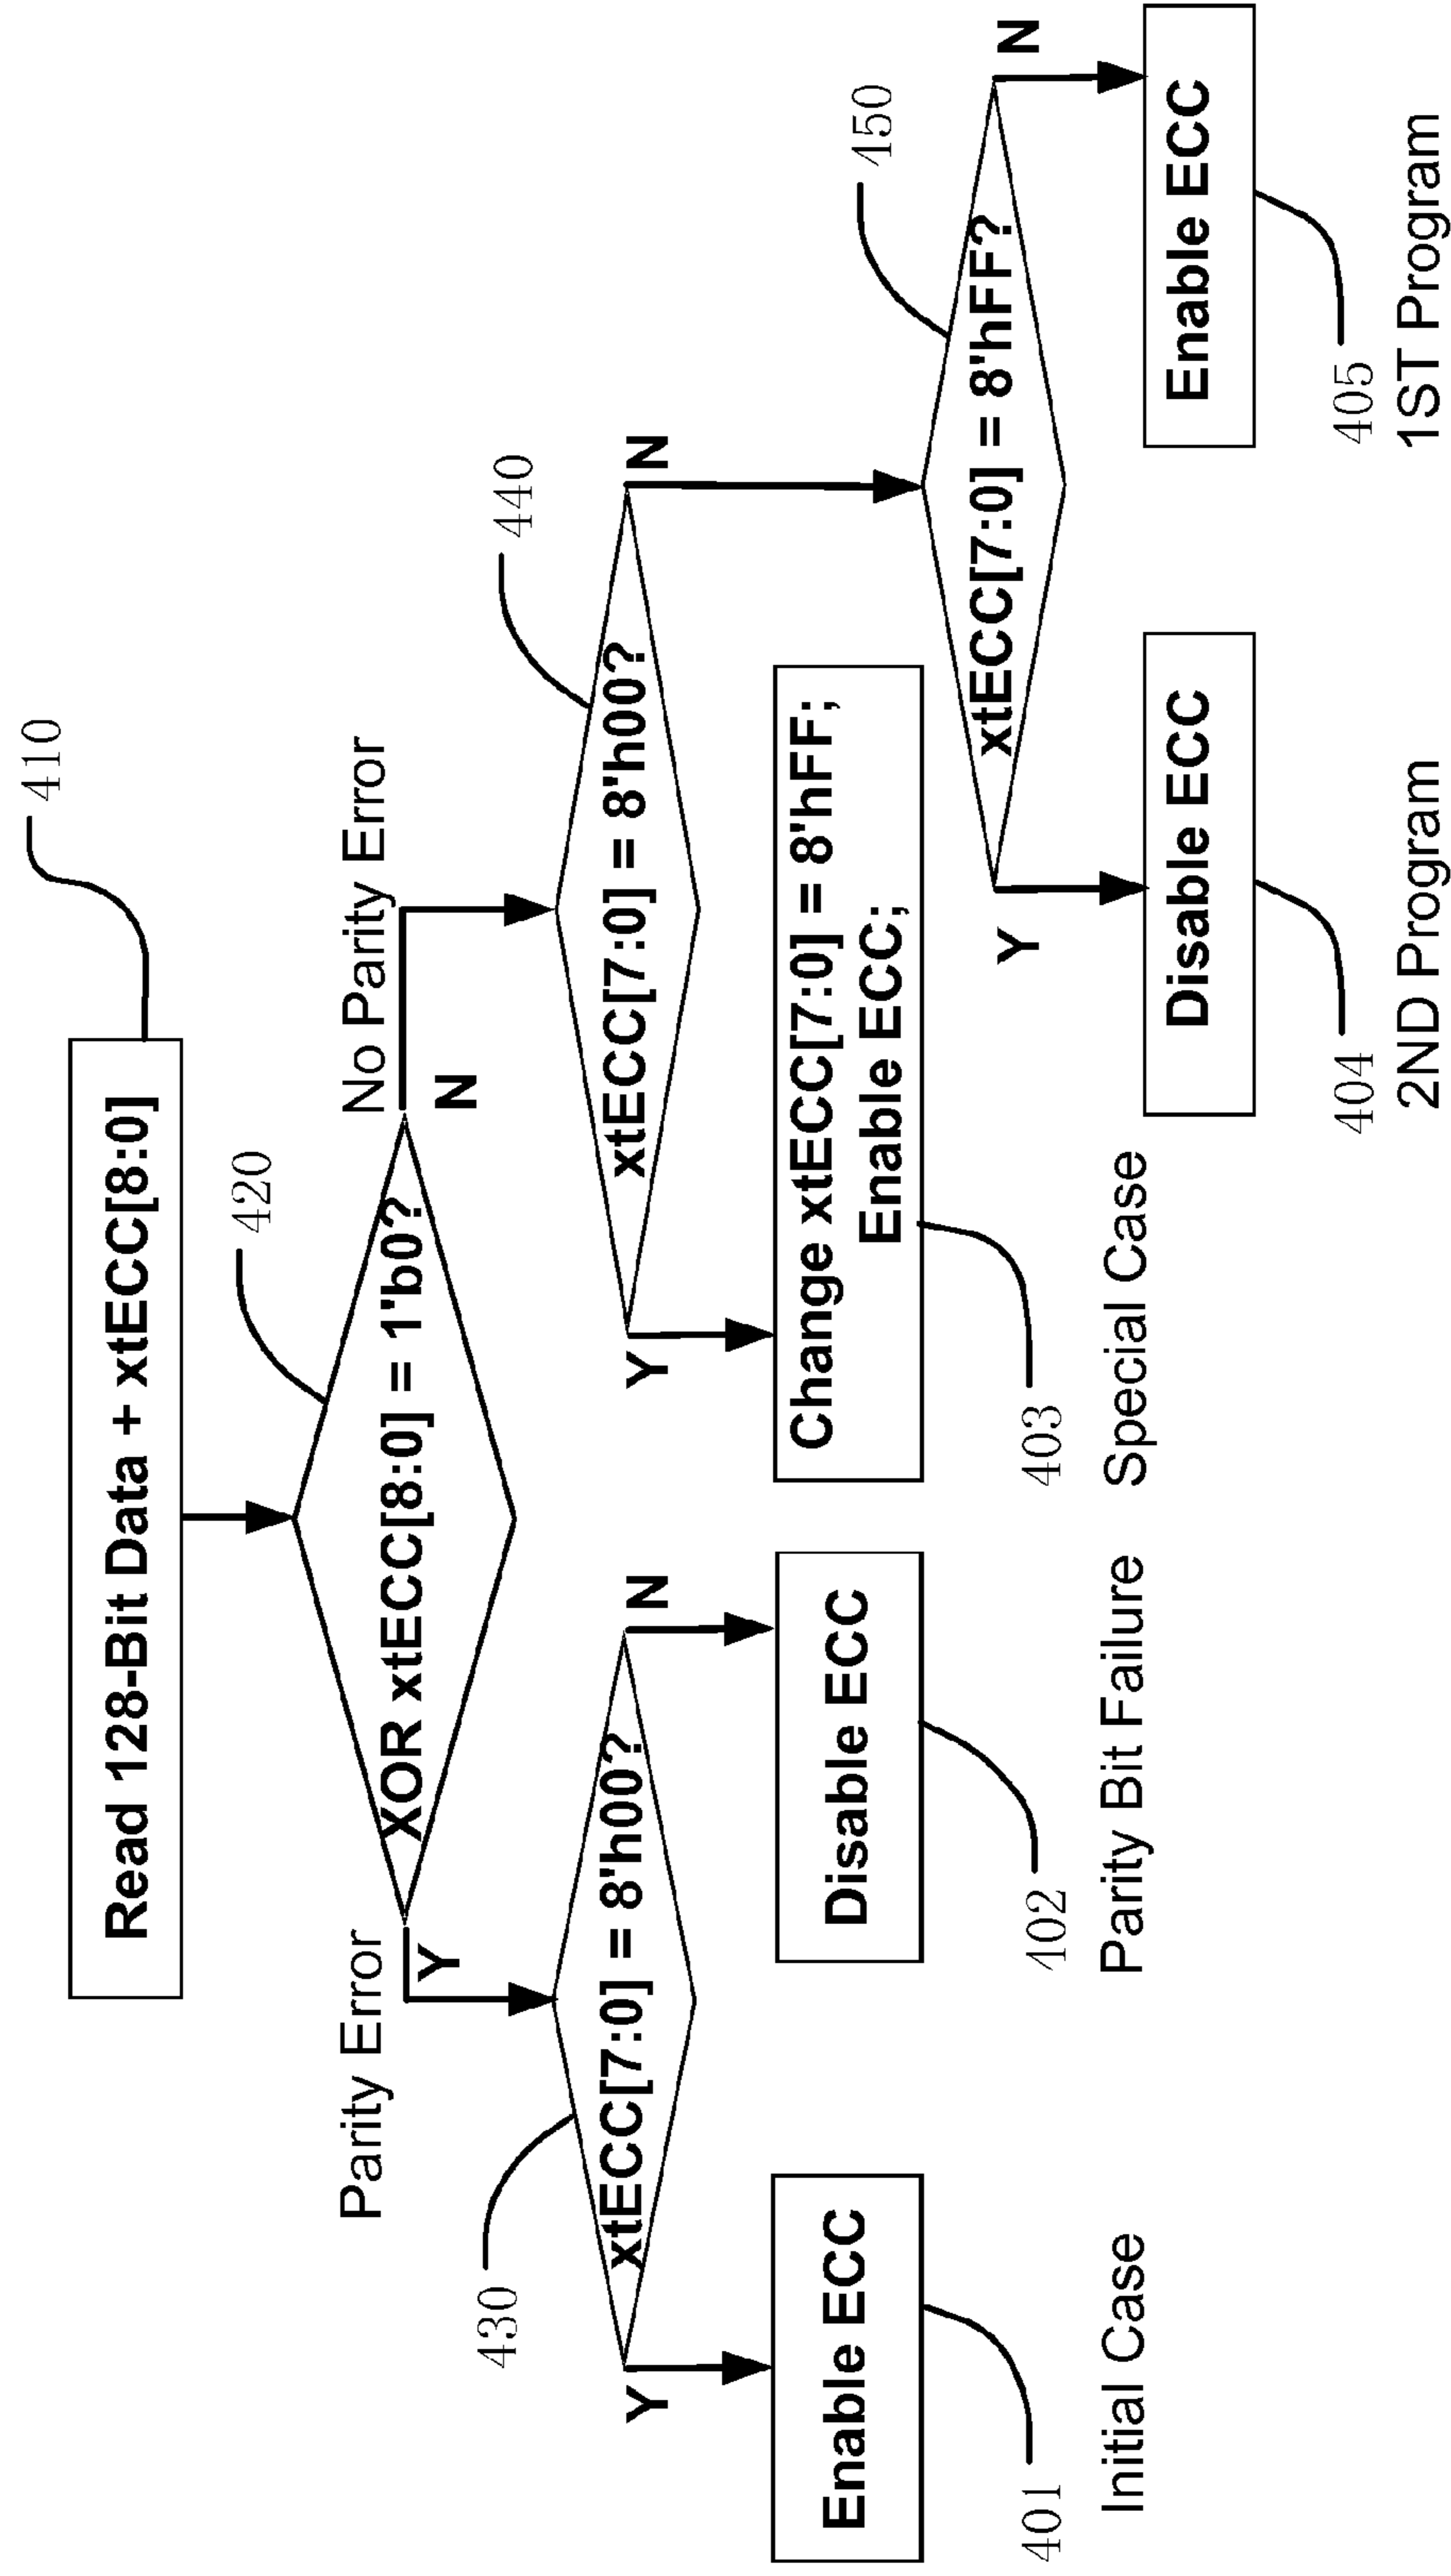 410
Read 128-Bit Data + xtECC[8:0]
420
XOR xtECC[8:0] = 1'b0?
Parity Error
Y
No Parity Error
N
430
xtECC[7:0] = 8'h00?
Y
N
440
xtECC[7:0] = 8'h00?
Y
N
Enable ECC
401
Initial Case
Disable ECC
402
Parity Bit Failure
Change xtECC[7:0] = 8'hFF;
Enable ECC;
403
Special Case
450
xtECC[7:0] = 8'hFF?
Y
N
Disable ECC
404
2ND Program
Enable ECC
405
1ST Program